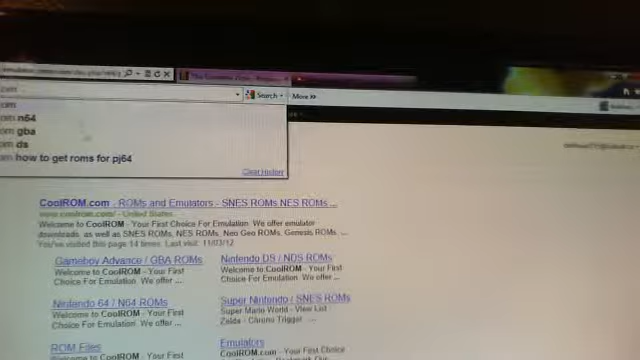 Search
More »
om n64
om gba
om ds
how to get roms for pj64
Clear History
CoolROM.com - ROMs and Emulators - SNES ROMs NES ROMs ...
www.coolrom.com/ - United States
Welcome to CoolROM - Your First Choice For Emulation. We offer emulator
downloads, as well as SNES ROMs, NES ROMs, Neo Geo ROMs, Genesis ROMs, ...
You've visited this page 14 times. Last visit: 11/03/12
Gameboy Advance / GBA ROMs
Welcome to CoolROM - Your First
Choice For Emulation. We offer ...
Nintendo DS / NDS ROMs
Welcome to CoolROM - Your First
Choice For Emulation. We offer ...
Nintendo 64 / N64 ROMs
Welcome to CoolROM - Your First
Choice For Emulation. We offer ...
Super Nintendo / SNES ROMs
Super Mario World - View List
Zelda - Chrono Trigger ...
ROM Files
Welcome to CoolROM - Your First
Emulators
CoolROM.com - Your First Choice